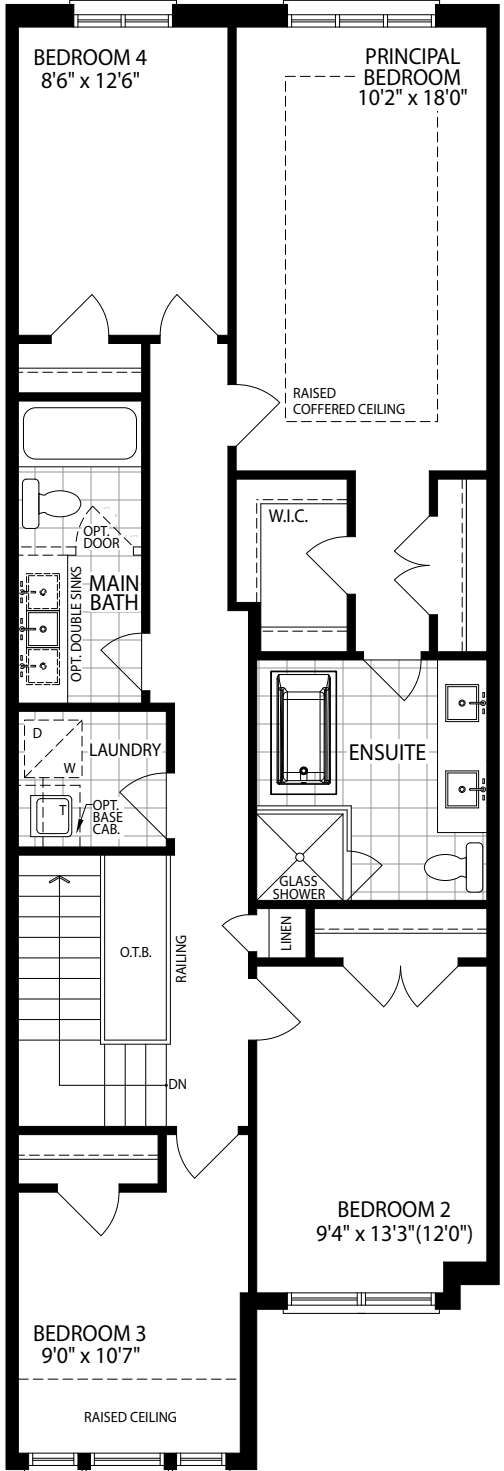 BEDROOM 4
8'6" x 12'6"
PRINCIPAL
BEDROOM
10'2" x 18'0"
RAISED
COFFERED CEILING
W.I.C.
OPT.
DOOR
MAIN
BATH
OPT. DOUBLE SINKS
D
W
LAUNDRY
T
OPT.
BASE
CAB.
ENSUITE
GLASS
SHOWER
O.T.B.
RAILING
LINEN
DN
BEDROOM 2
9'4" x 13'3"(12'0")
BEDROOM 3
9'0" x 10'7"
RAISED CEILING